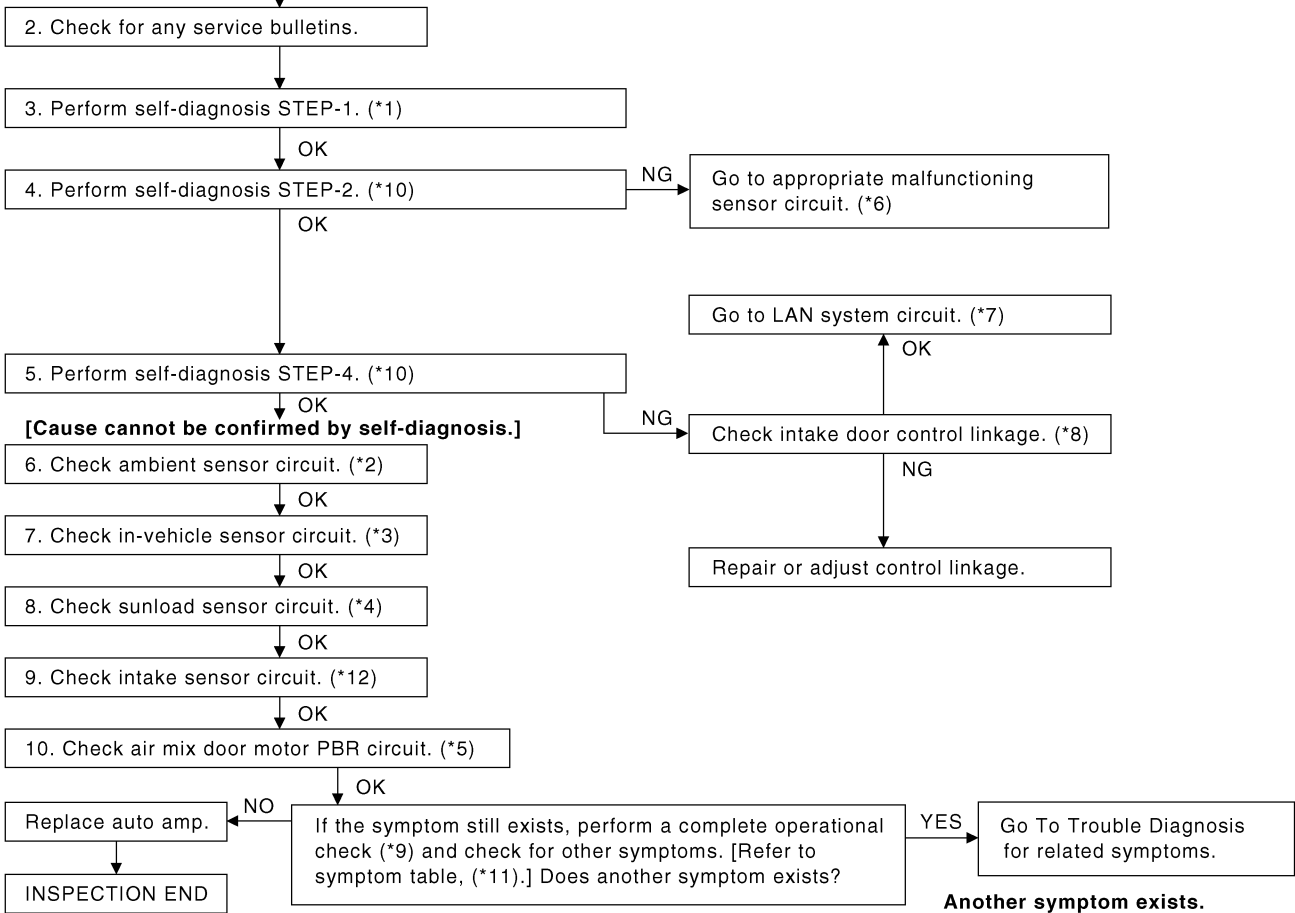 2. Check for any service bulletins.
3. Perform self-diagnosis STEP-1. (*1)
OK
4. Perform self-diagnosis STEP-2. (*10)
NG
Go to appropriate malfunctioning
sensor circuit. (*6)
OK
Go to LAN system circuit. (*7)
OK
5. Perform self-diagnosis STEP-4. (*10)
OK
[Cause cannot be confirmed by self-diagnosis.]
NG
Check intake door control linkage. (*8)
NG
Repair or adjust control linkage.
6. Check ambient sensor circuit. (*2)
OK
7. Check in-vehicle sensor circuit. (*3)
OK
8. Check sunload sensor circuit. (*4)
OK
9. Check intake sensor circuit. (*12)
OK
10. Check air mix door motor PBR circuit. (*5)
OK
Replace auto amp.
NO
If the symptom still exists, perform a complete operational
check (*9) and check for other symptoms. [Refer to
symptom table, (*11).] Does another symptom exists?
YES
Go To Trouble Diagnosis
for related symptoms.
INSPECTION END
Another symptom exists.